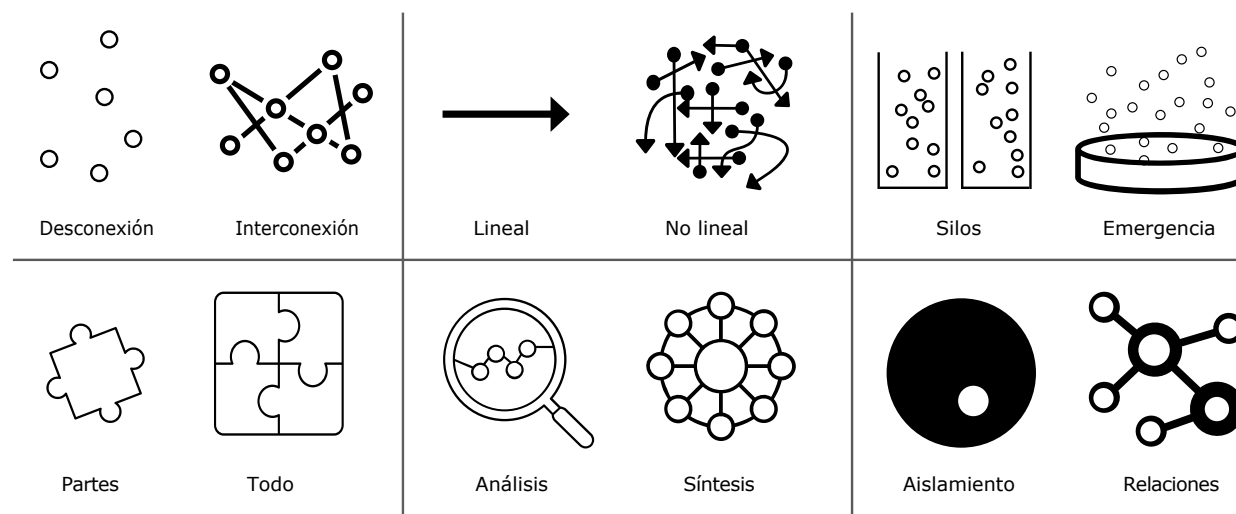 Desconexión
Interconexión
Lineal
No lineal
Silos
Emergencia
Partes
Todo
Análisis
Síntesis
Aislamiento
Relaciones